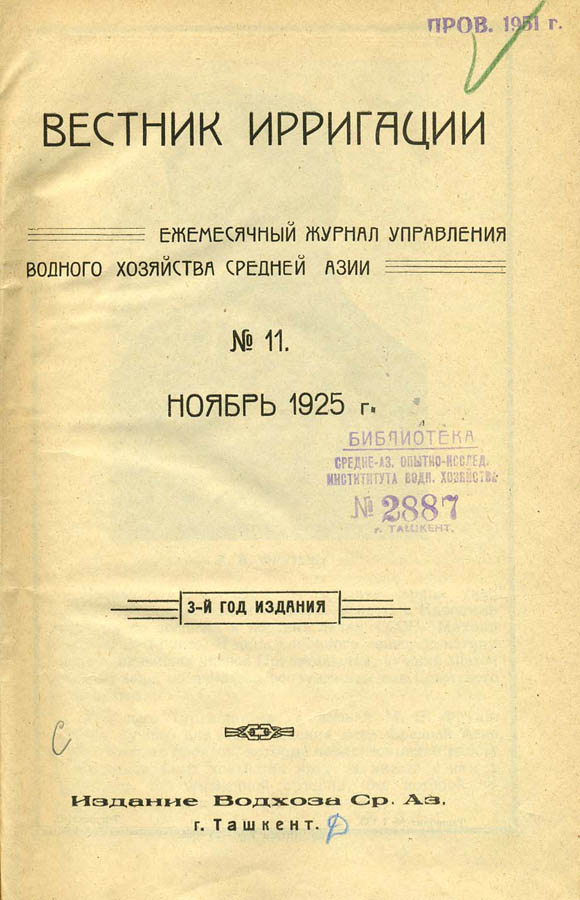 ПРОВ. 1951 г.
ВЕСТНИК ИРРИГАЦИИ
ЕЖЕМЕСЯЧНЫЙ ЖУРНАЛ УПРАВЛЕНИЯ
ВОДНОГО ХОЗЯЙСТВА СРЕДНЕЙ АЗИИ
№ 11.
НОЯБРЬ 1925 г.
БИБЛИОТЕКА
СРЕДНЕ-АЗ. ОПЫТНО-ИССЛЕД.
ИНСТИТУТА ВОДН. ХОЗЯЙСТВА
№ 2887
г. ТАШКЕНТ.
3-Й ГОД ИЗДАНИЯ
С
Издание Водхоза Ср. Аз.
г. Ташкент.